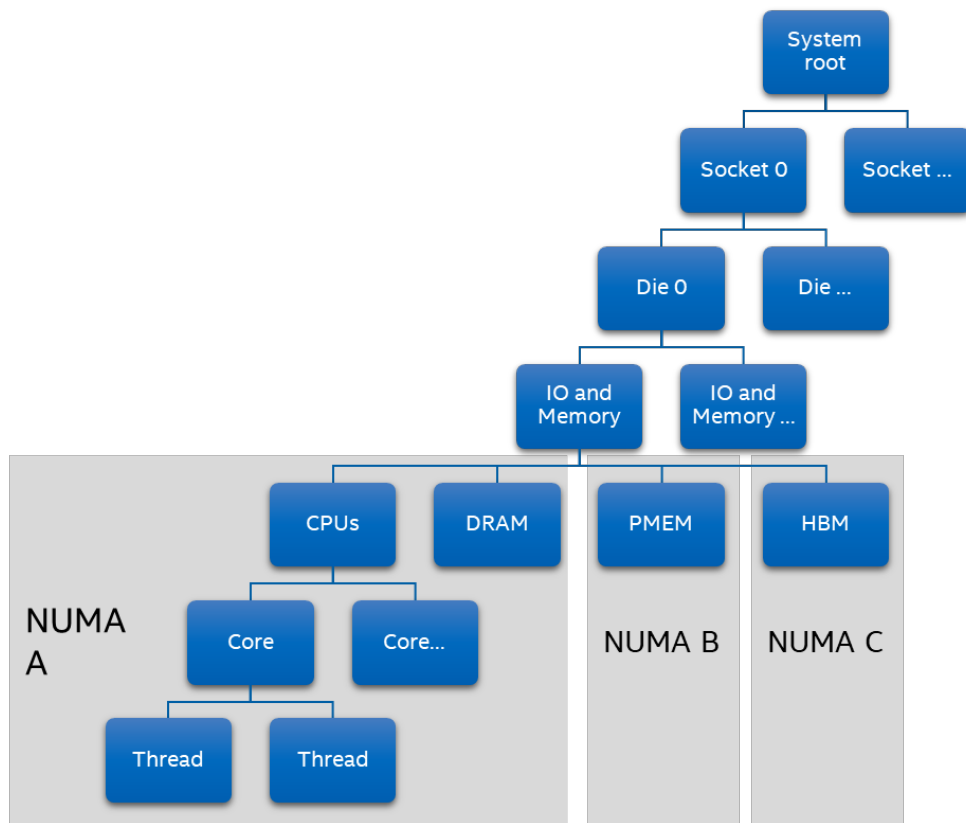 System
root
Socket 0
Socket ...
Die 0
Die ...
IO and
Memory
IO and
Memory ...
CPUs
DRAM
PMEM
HBM
NUMA
A
Core
Core...
NUMA B
NUMA C
Thread
Thread